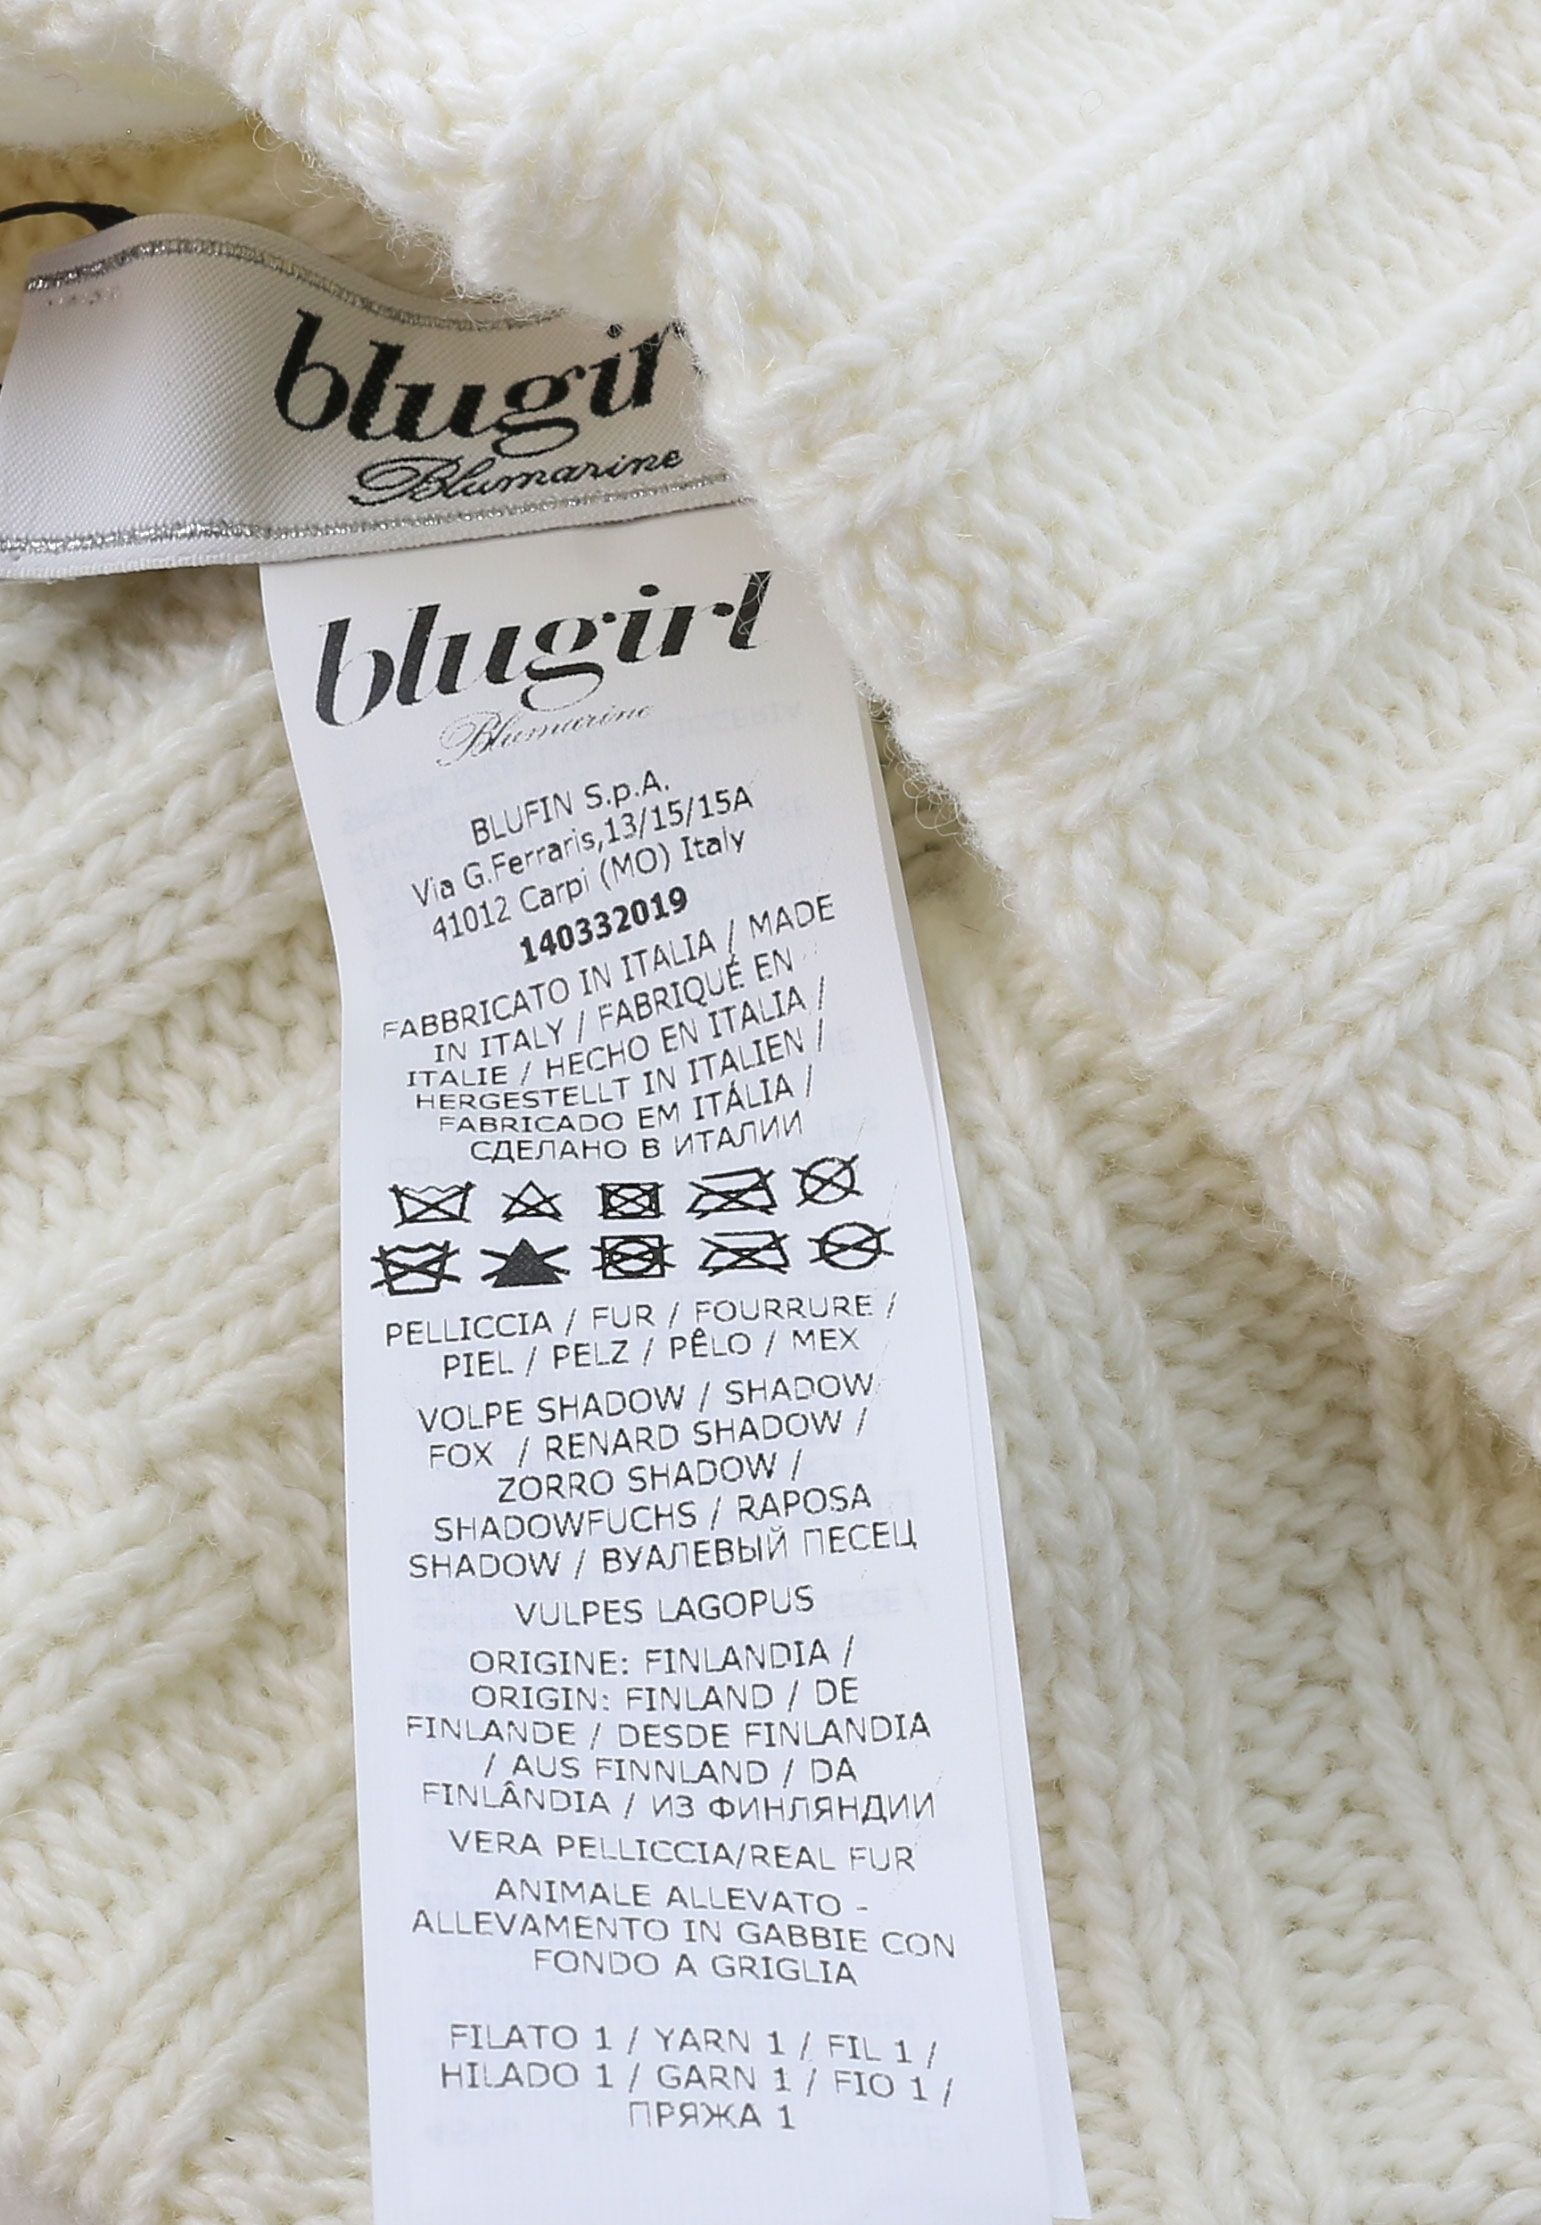 blugirl
Blumarine
blugirl
Blumarine
BLUFIN S.p.A.
Via G.Ferraris,13/15/15A
41012 Carpi (MO) Italy
140332019
FABBRICATO IN ITALIA / MADE
IN ITALY / FABRIQUÉ EN
ITALIE / HECHO EN ITALIA /
HERGESTELLT IN ITALIEN /
FABRICADO EM ITÁLIA /
СДЕЛАНО В ИТАЛИИ
PELLICCIA / FUR / FOURRURE /
PIEL / PELZ / PÊLO / MEX
VOLPE SHADOW / SHADOW
FOX / RENARD SHADOW /
ZORRO SHADOW /
SHADOWFUCHS / RAPOSA
SHADOW / ВУАЛЕВЫЙ ПЕСЕЦ
VULPES LAGOPUS
ORIGINE: FINLANDIA /
ORIGIN: FINLAND / DE
FINLANDE / DESDE FINLANDIA
/ AUS FINNLAND / DA
FINLÂNDIA / ИЗ ФИНЛЯНДИИ
VERA PELLICCIA/REAL FUR
ANIMALE ALLEVATO -
ALLEVAMENTO IN GABBIE CON
FONDO A GRIGLIA
FILATO 1 / YARN 1 / FIL 1 /
HILADO 1 / GARN 1 / FIO 1 /
ПРЯЖА 1